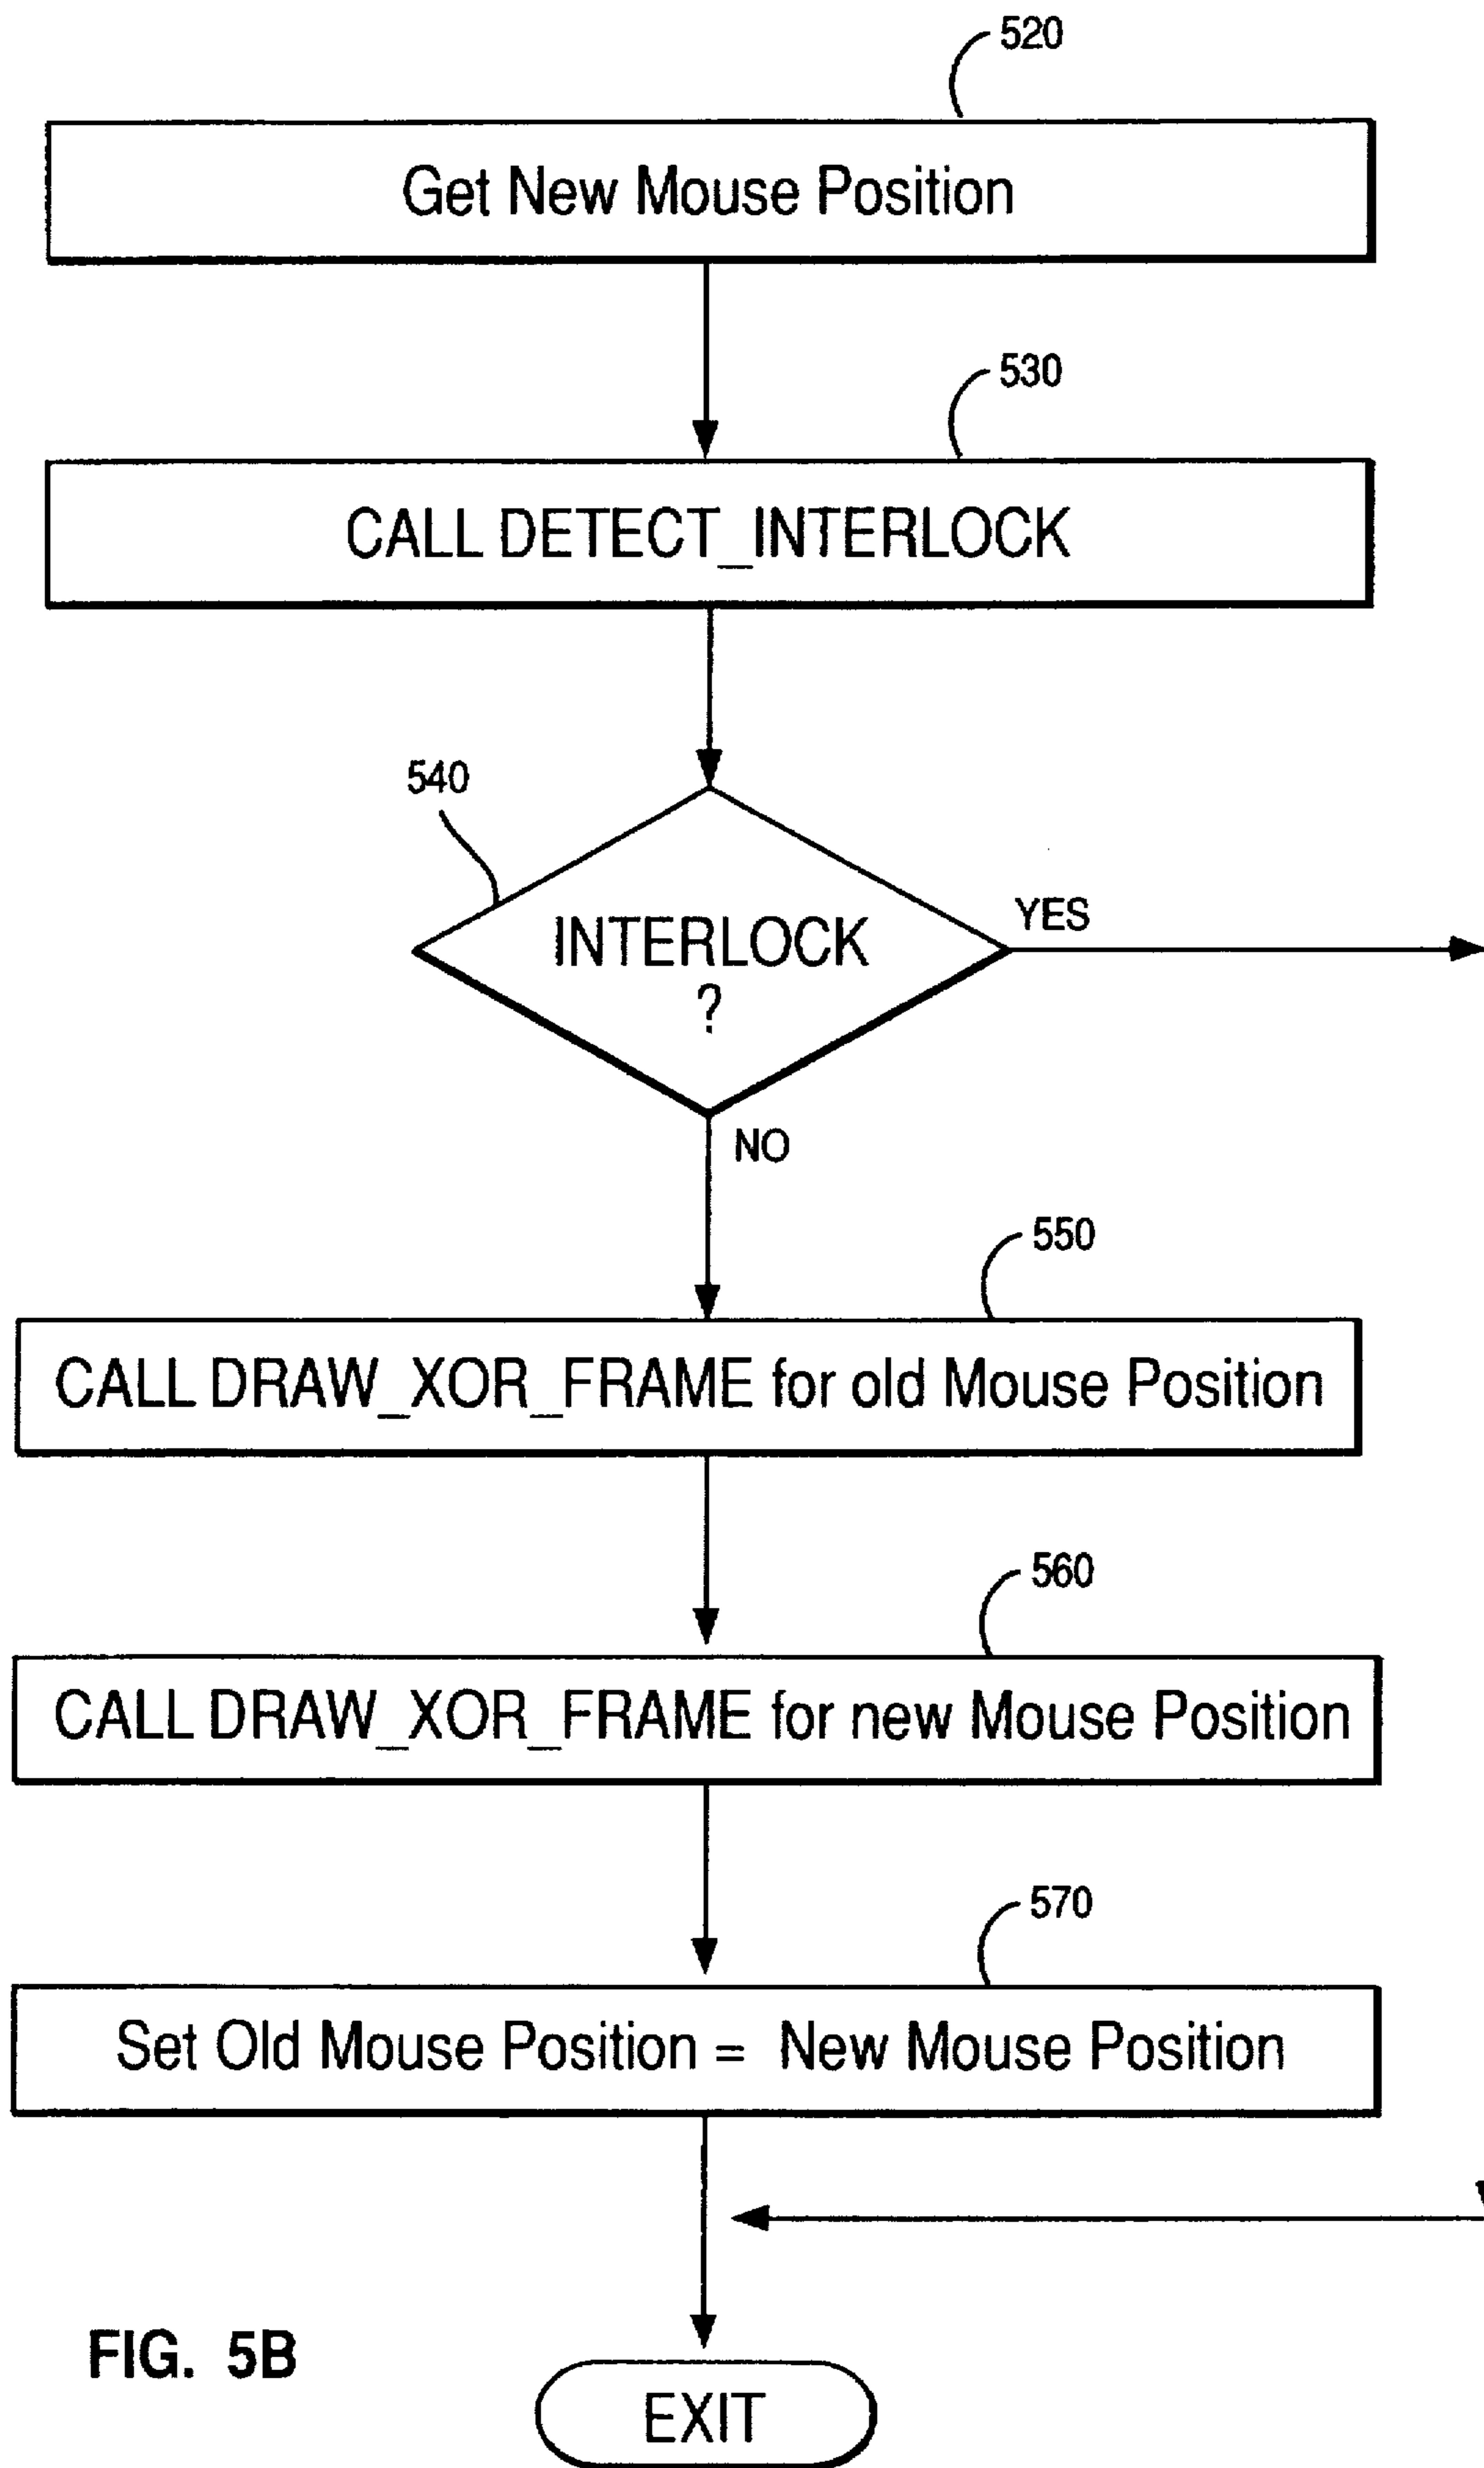 520
Get New Mouse Position
530
CALL DETECT_INTERLOCK
540
INTERLOCK
?
YES
NO
550
CALL DRAW_XOR_FRAME for old Mouse Position
560
CALL DRAW_XOR_FRAME for new Mouse Position
570
Set Old Mouse Position = New Mouse Position
FIG. 5B
EXIT